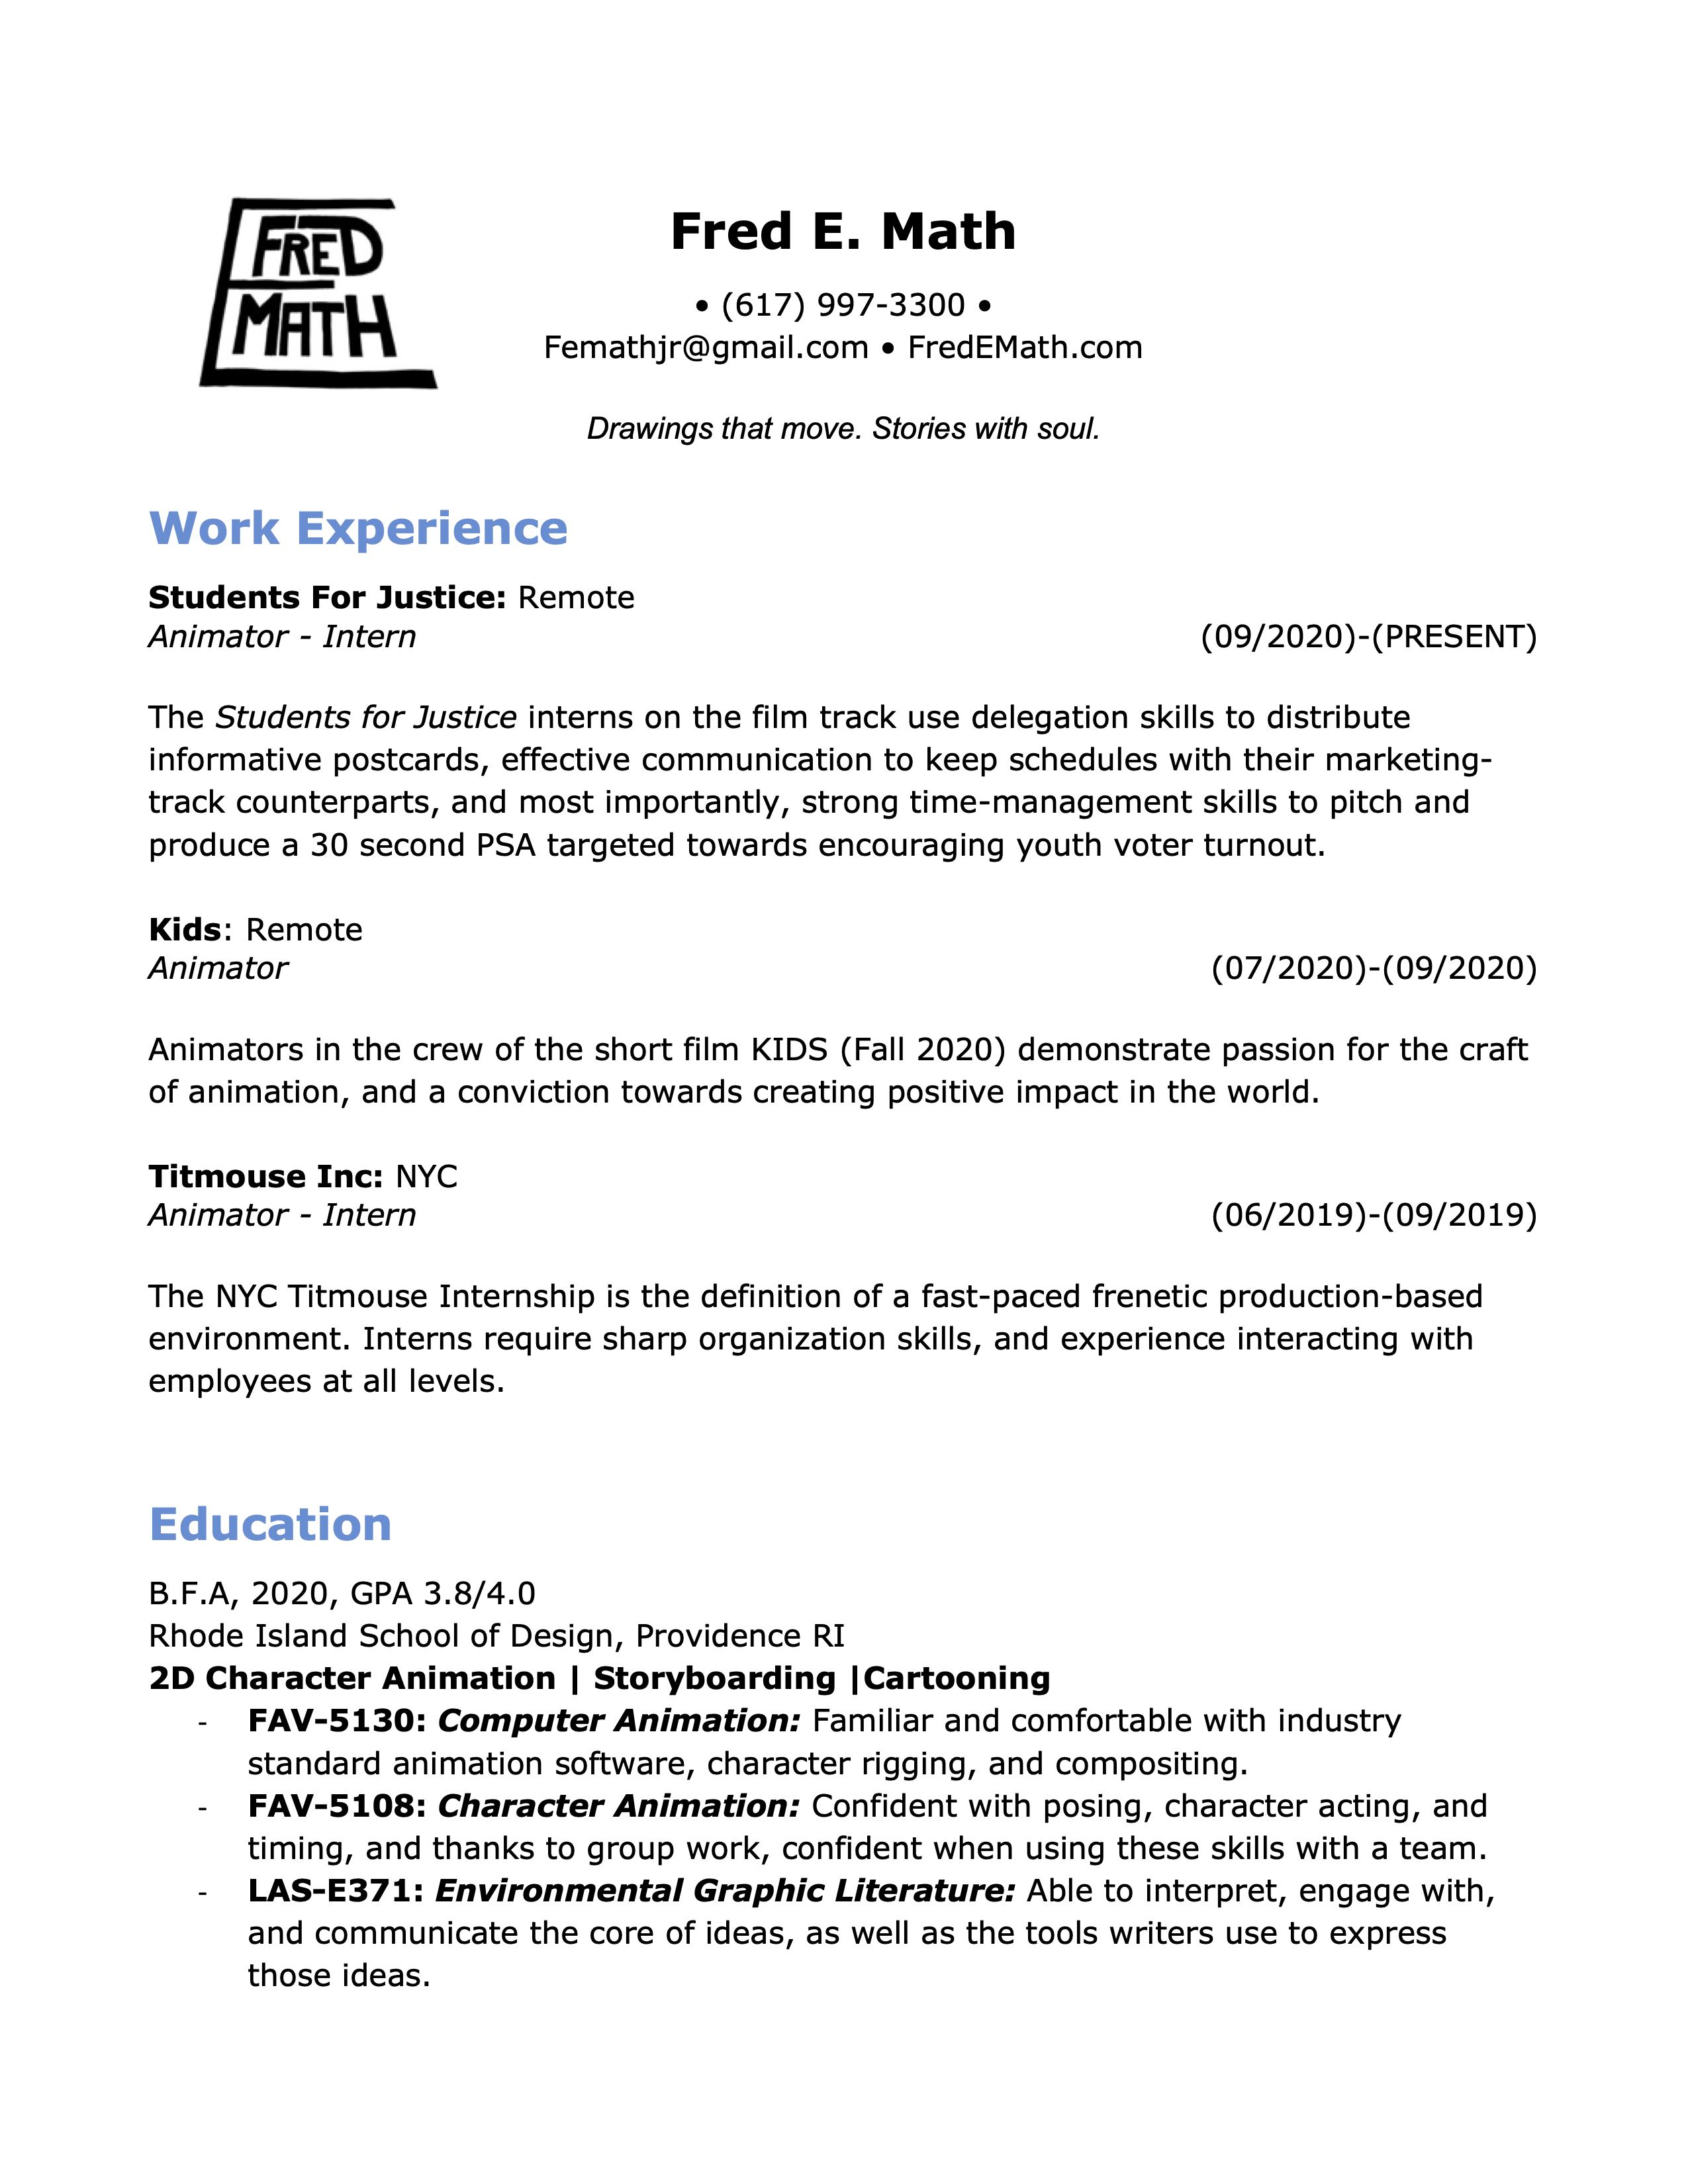 FRED
MATH
Fred E. Math
• (617) 997-3300 •
Femathjr@gmail.com • FredEMath.com
Drawings that move. Stories with soul.
Work Experience
Students For Justice: Remote
Animator - Intern (09/2020)-(PRESENT)
The Students for Justice interns on the film track use delegation skills to distribute
informative postcards, effective communication to keep schedules with their marketing-
track counterparts, and most importantly, strong time-management skills to pitch and
produce a 30 second PSA targeted towards encouraging youth voter turnout.
Kids: Remote
Animator (07/2020)-(09/2020)
Animators in the crew of the short film KIDS (Fall 2020) demonstrate passion for the craft
of animation, and a conviction towards creating positive impact in the world.
Titmouse Inc: NYC
Animator - Intern (06/2019)-(09/2019)
The NYC Titmouse Internship is the definition of a fast-paced frenetic production-based
environment. Interns require sharp organization skills, and experience interacting with
employees at all levels.
Education
B.F.A, 2020, GPA 3.8/4.0
Rhode Island School of Design, Providence RI
2D Character Animation | Storyboarding |Cartooning
- FAV-5130: Computer Animation: Familiar and comfortable with industry
standard animation software, character rigging, and compositing.
- FAV-5108: Character Animation: Confident with posing, character acting, and
timing, and thanks to group work, confident when using these skills with a team.
- LAS-E371: Environmental Graphic Literature: Able to interpret, engage with,
and communicate the core of ideas, as well as the tools writers use to express
those ideas.